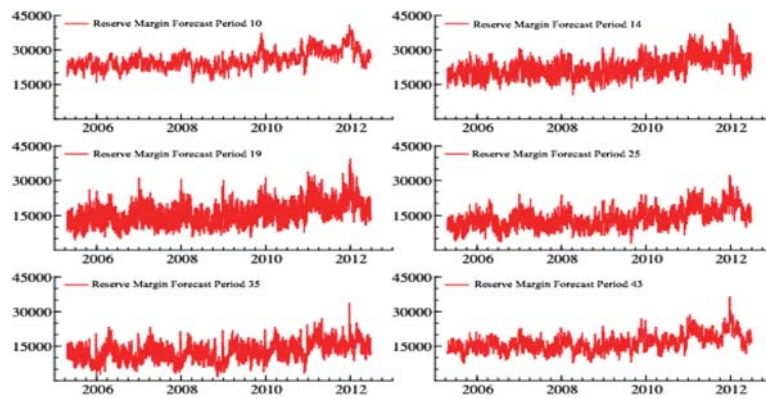 45000 Reserve Margin Forecast Period 10
30000
15000
2006 2008 2010 2012
45000 Reserve Margin Forecast Period 14
30000
15000
2006 2008 2010 2012
45000 Reserve Margin Forecast Period 19
30000
15000
2006 2008 2010 2012
45000 Reserve Margin Forecast Period 25
30000
15000
2006 2008 2010 2012
45000 Reserve Margin Forecast Period 35
30000
15000
2006 2008 2010 2012
45000 Reserve Margin Forecast Period 43
30000
15000
2006 2008 2010 2012